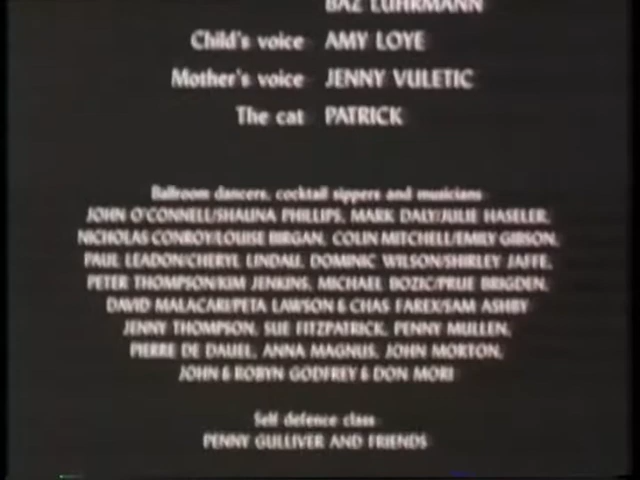 BAZ LUHRMANN
Child's voice AMY LOYE
Mother's voice JENNY VULETIC
The cat PATRICK
Ballroom dancers, cocktail sippers and musicians
JOHN O'CONNELL/SHAUNA PHILLIPS, MARK DALY/JULIE HASELER,
NICHOLAS CONROY/LOUISE BIRGAN, COLIN MITCHELL/EMILY GIBSON,
PAUL LEADON/CHERYL LINDALL, DOMINIC WILSON/SHIRLEY JAFFE,
PETER THOMPSON/KIM JENKINS, MICHAEL BOZIC/PRUE BRIGDEN,
DAVID MALACARI/PETA LAWSON & CHAS FAREX/SAM ASHBY
JENNY THOMPSON, SUE FITZPATRICK, PENNY MULLEN,
PIERRE DE DAUEL, ANNA MAGNUS, JOHN MORTON,
JOHN & ROBYN GODFREY & DON MORI
Self defence class
PENNY GULLIVER AND FRIENDS